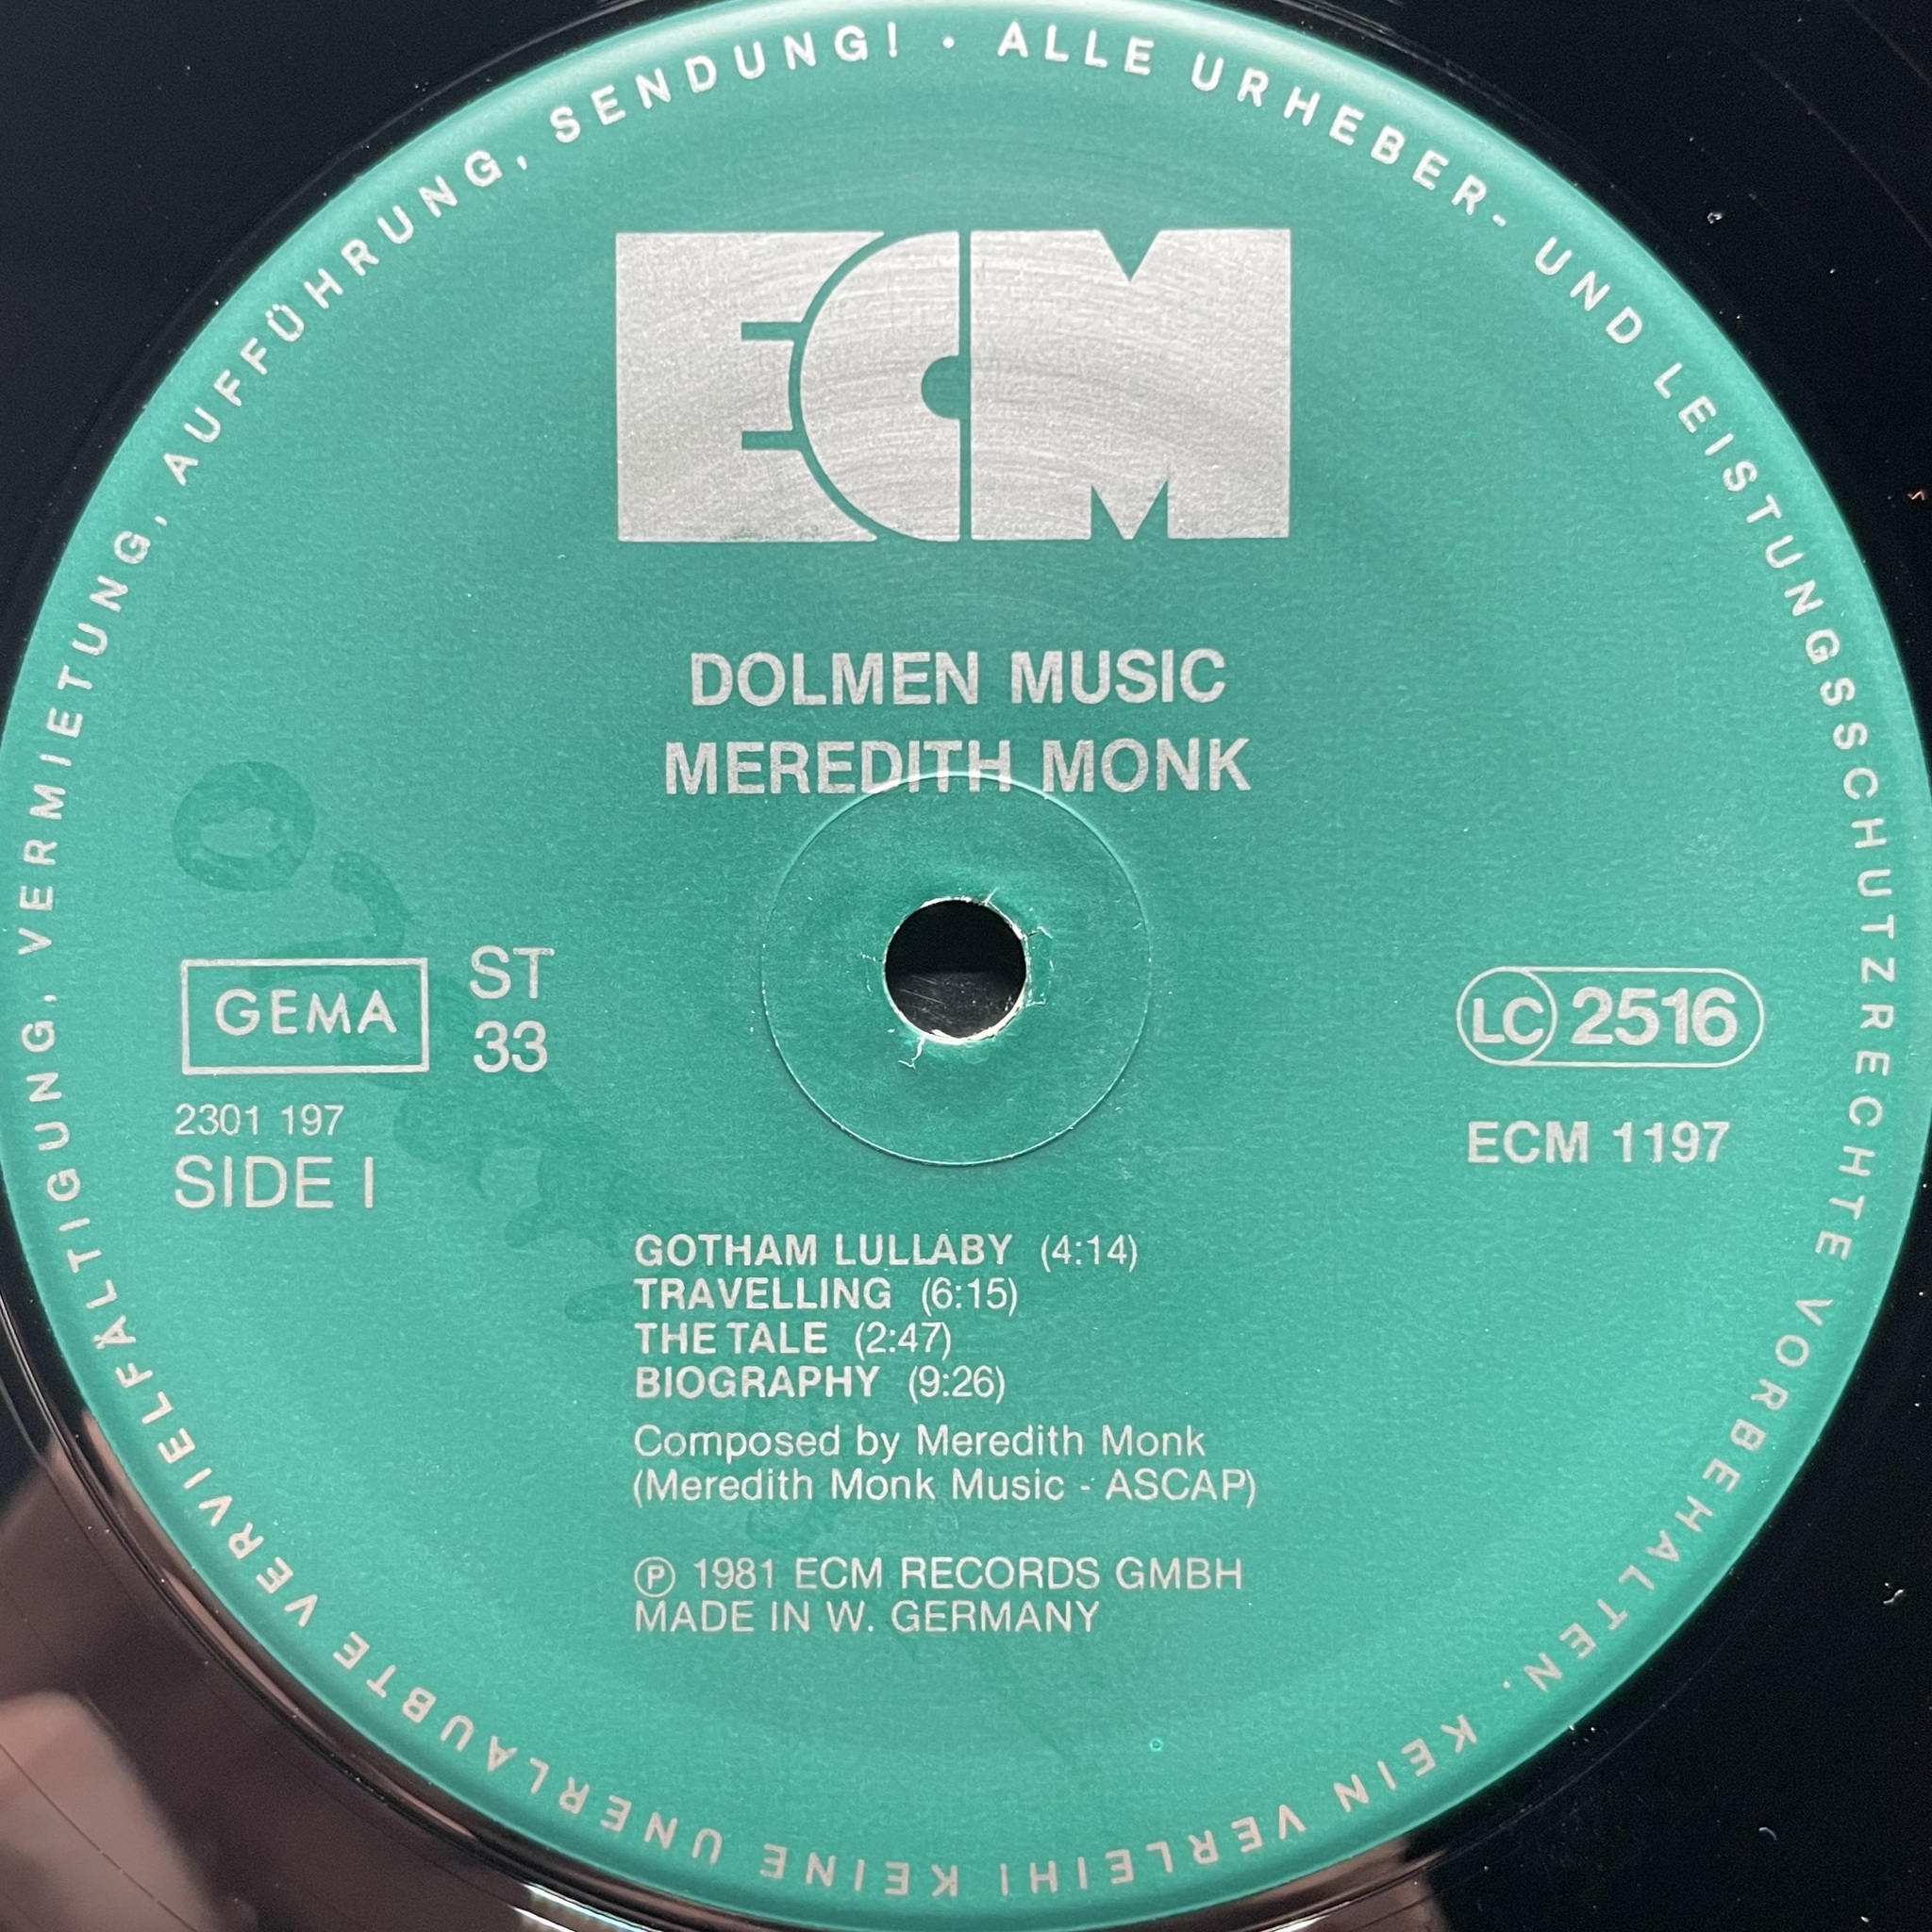 ALLE URHEBER- UND LEISTUNGSSCHUTZRECHTE VORBEHALTEN. KEIN VERLEIH! KEINE UNERLAUBTE VERVIELFÄLTIGUNG, VERMIETUNG, AUFFÜHRUNG, SENDUNG! •
ECM
DOLMEN MUSIC
MEREDITH MONK
GEMA
ST
33
2301 197
SIDE I
LC 2516
ECM 1197
GOTHAM LULLABY (4:14)
TRAVELLING (6:15)
THE TALE (2:47)
BIOGRAPHY (9:26)
Composed by Meredith Monk
(Meredith Monk Music - ASCAP)
Ⓟ 1981 ECM RECORDS GMBH
MADE IN W. GERMANY